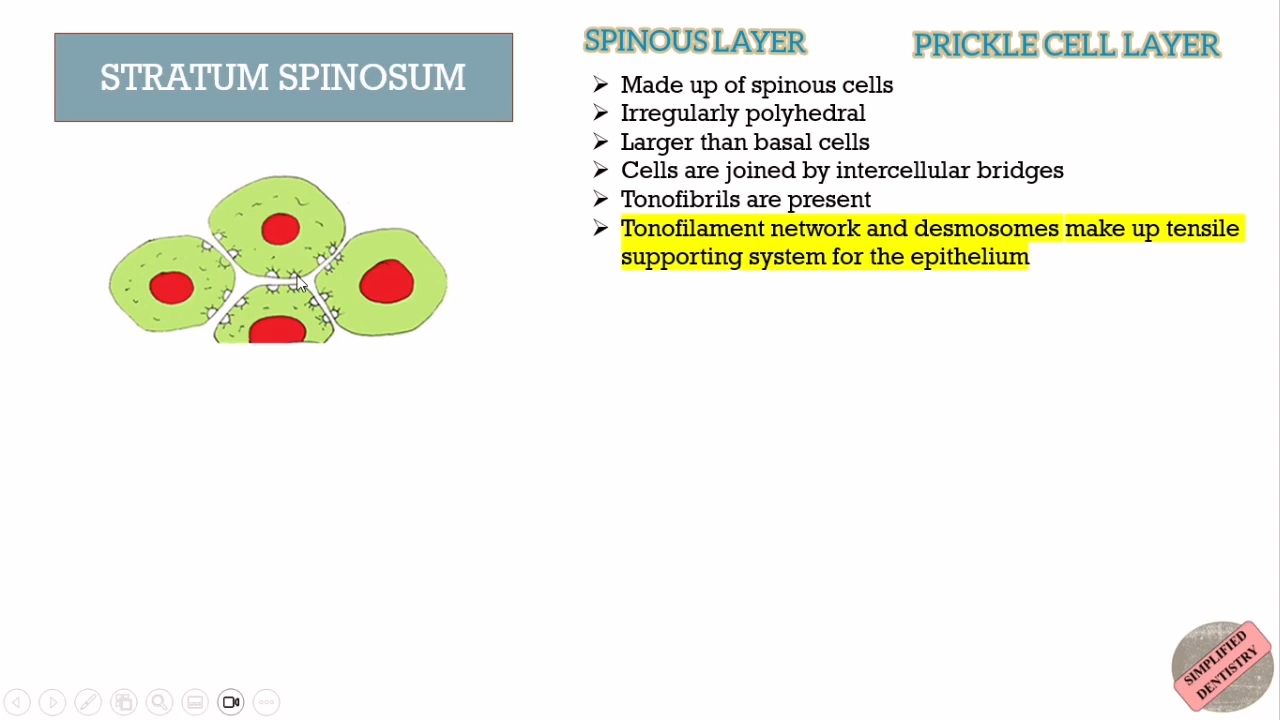 STRATUM SPINOSUM
SPINOUS LAYER
PRICKLE CELL LAYER
Made up of spinous cells
Irregularly polyhedral
Larger than basal cells
Cells are joined by intercellular bridges
Tonofibrils are present
Tonofilament network and desmosomes make up tensile
supporting system for the epithelium
SIMPLIFIED
DENTISTRY